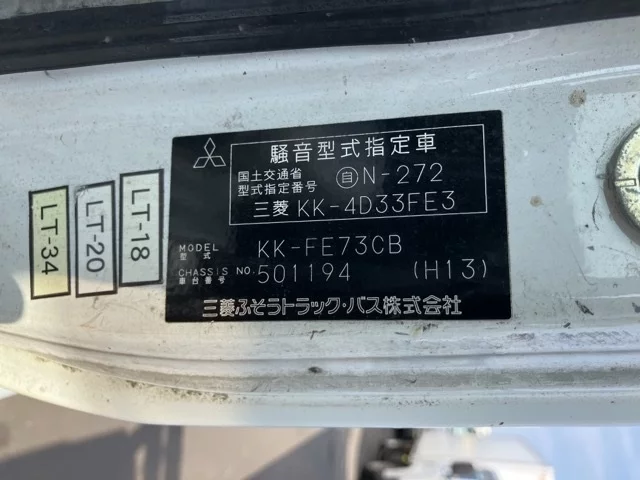 騒音型式指定車
国土交通省
型式指定番号
自N-272
三菱 KK-4D33FE3
MODEL
型式
KK-FE73CB
CHASSIS NO.
車台番号
501194 (H13)
三菱ふそうトラック・バス株式会社
LT-34
LT-20
LT-18